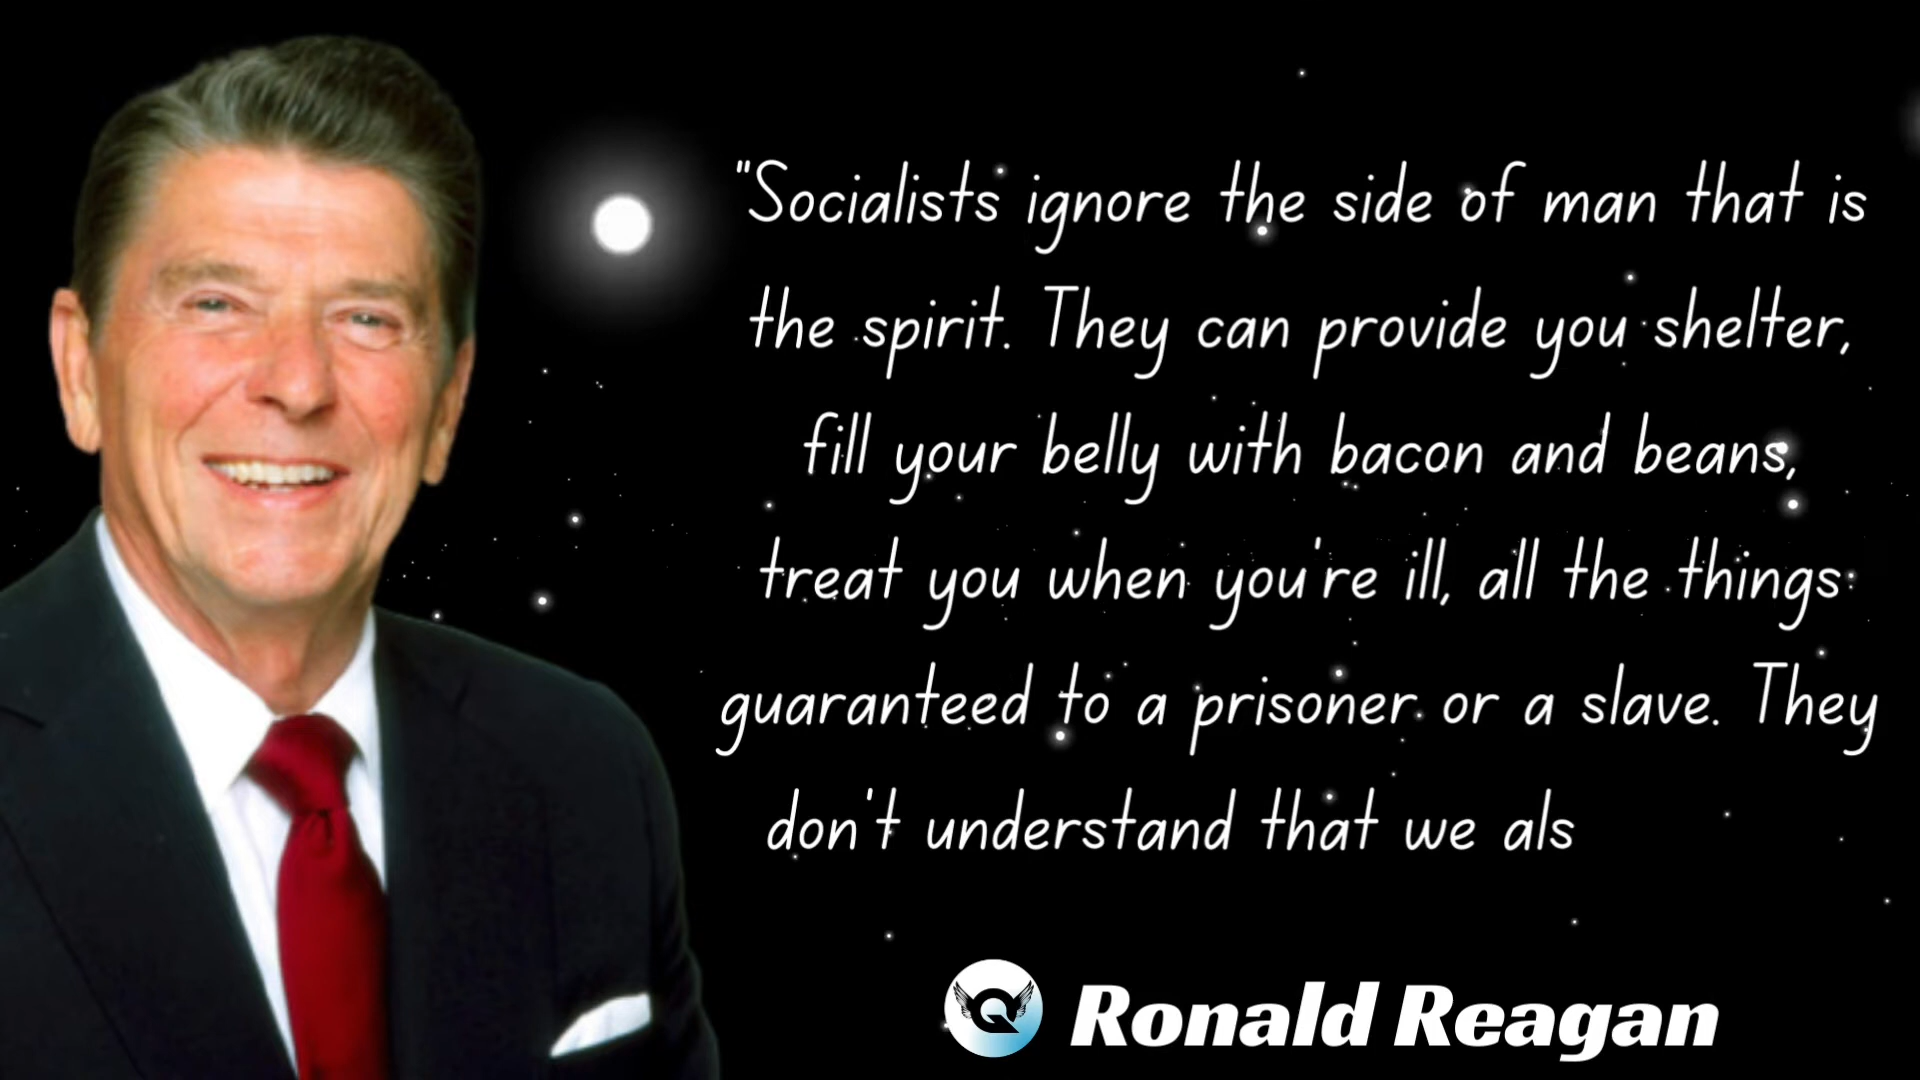 "Socialists ignore the side of man that is
the spirit. They can provide you shelter,
fill your belly with bacon and beans,
treat you when you're ill, all the things
guaranteed to a prisoner or a slave. They
don't understand that we als
Q Ronald Reagan